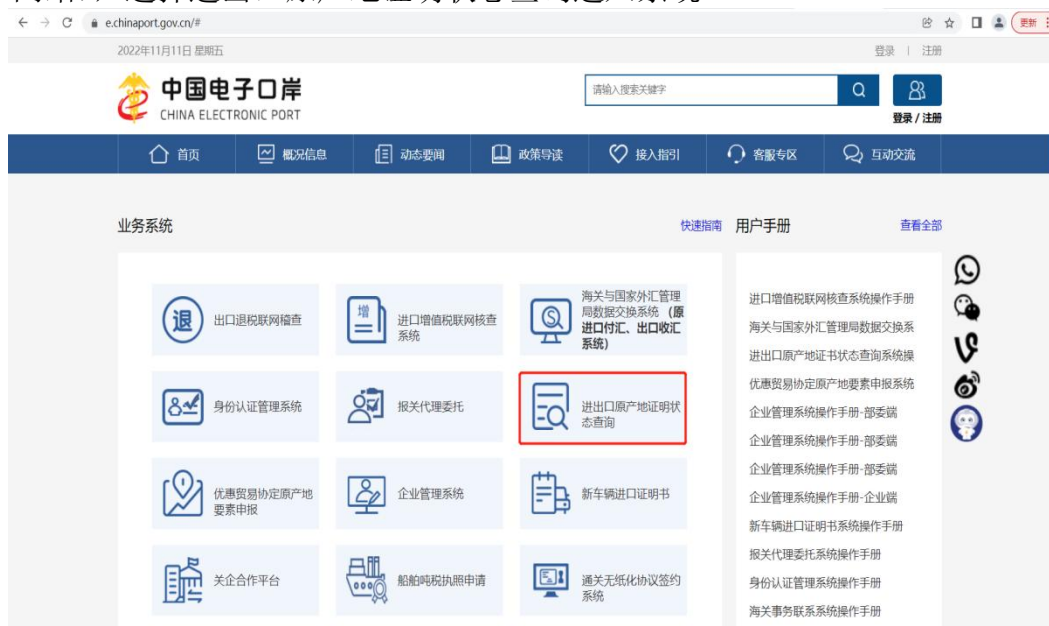 e.chinaport.gov.cn/#
更新
2022年11月11日 星期五
登录 | 注册
中国电子口岸
CHINA ELECTRONIC PORT
请输入搜索关键字
登录 / 注册
首页
概况信息
动态要闻
政策导读
接入指引
客服专区
互动交流
业务系统
快速指南
用户手册
查看全部
退
出口退税联网稽查
增
进口增值税联网核查
系统
海关与国家外汇管理
局数据交换系统 (原
进口付汇、出口收汇
系统)
身份认证管理系统
报关代理委托
进出口原产地证明状
态查询
优惠贸易协定原产地
要素申报
企业管理系统
新车辆进口证明书
关企合作平台
船舶吨税执照申请
通关无纸化协议签约
系统
进口增值税联网核查系统操作手册
海关与国家外汇管理局数据交换系
进出口原产地证书状态查询系统操
优惠贸易协定原产地要素申报系统
企业管理系统操作手册-部委端
企业管理系统操作手册-部委端
企业管理系统操作手册-部委端
企业管理系统操作手册-企业端
新车辆进口证明书系统操作手册
报关代理委托系统操作手册
身份认证管理系统操作手册
海关事务联系系统操作手册